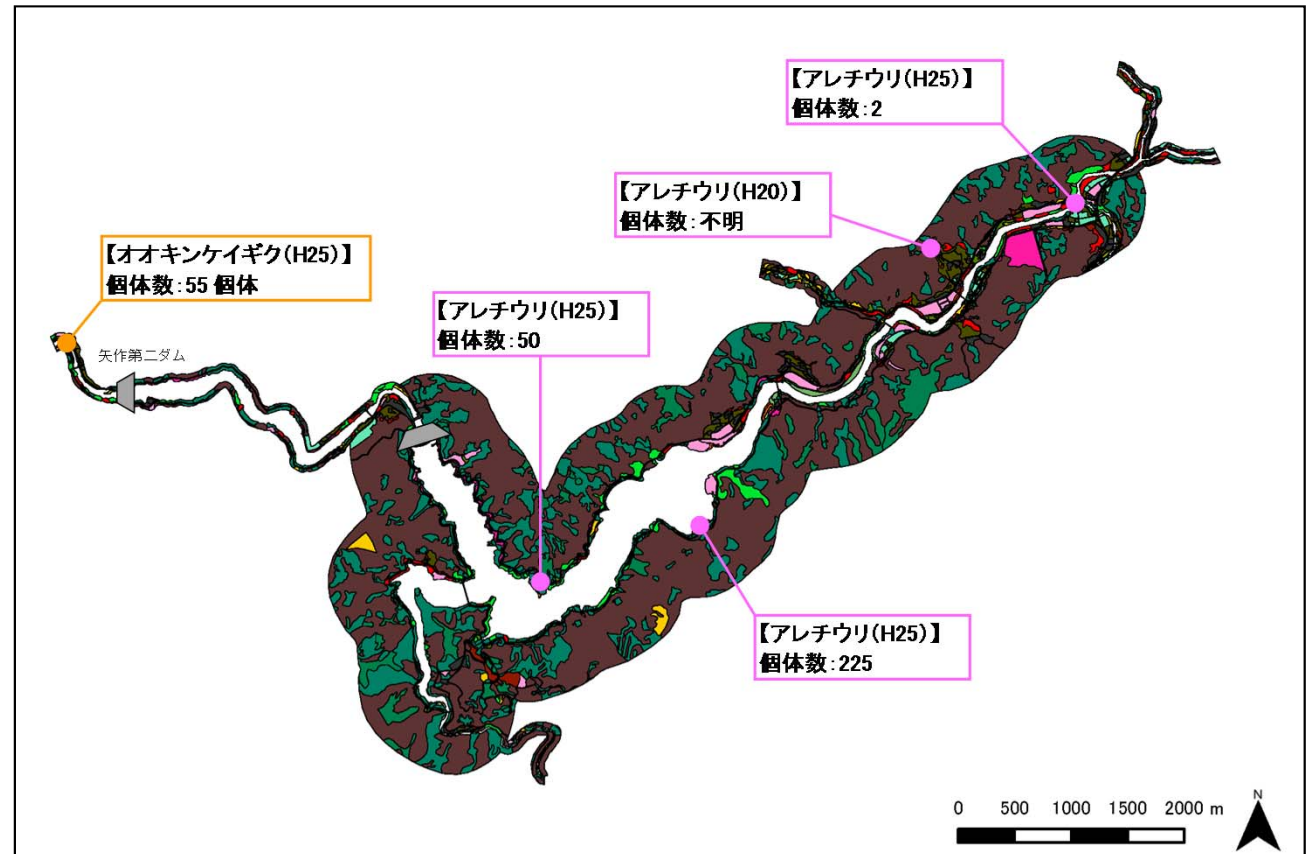 【アレチウリ(H25)】
個体数:2
【アレチウリ(H20)】
個体数:不明
【オオキンケイギク(H25)】
個体数:55 個体
【アレチウリ(H25)】
個体数:50
矢作第二ダム
【アレチウリ(H25)】
個体数:225
0 500 1000 1500 2000 m
N